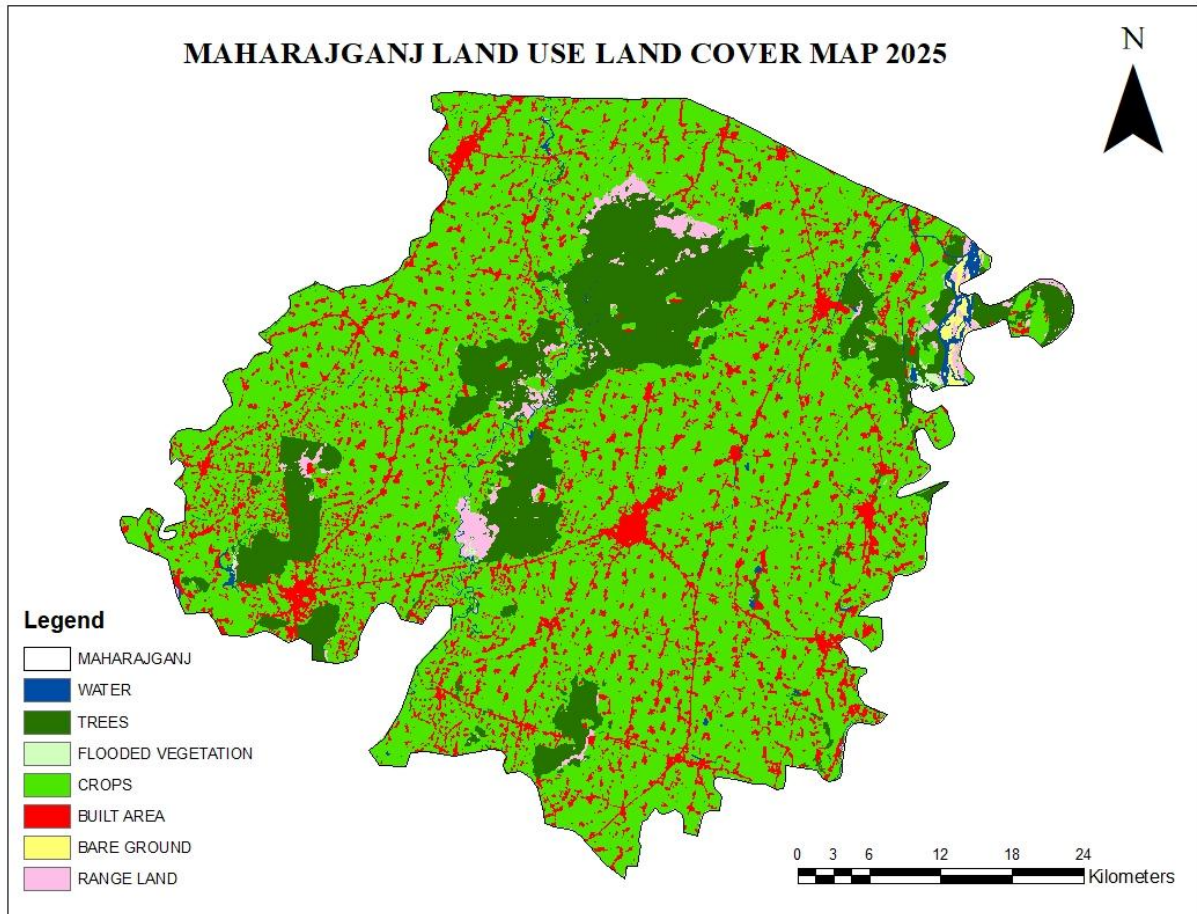 MAHARAJGANJ LAND USE LAND COVER MAP 2025
N
Legend
MAHARAJGANJ
WATER
TREES
FLOODED VEGETATION
CROPS
BUILT AREA
BARE GROUND
RANGE LAND
0 3 6 12 18 24
Kilometers